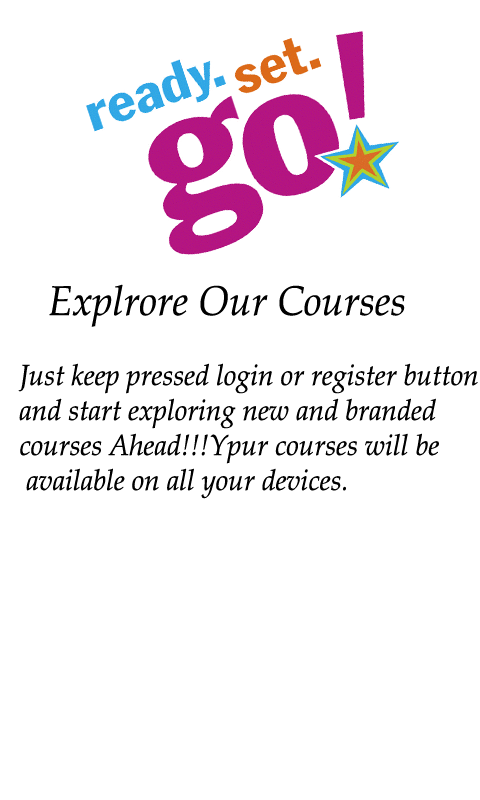 ready. set.
go!
Explrore Our Courses
Just keep pressed login or register button
and start exploring new and branded
courses Ahead!!!Ypur courses will be
available on all your devices.